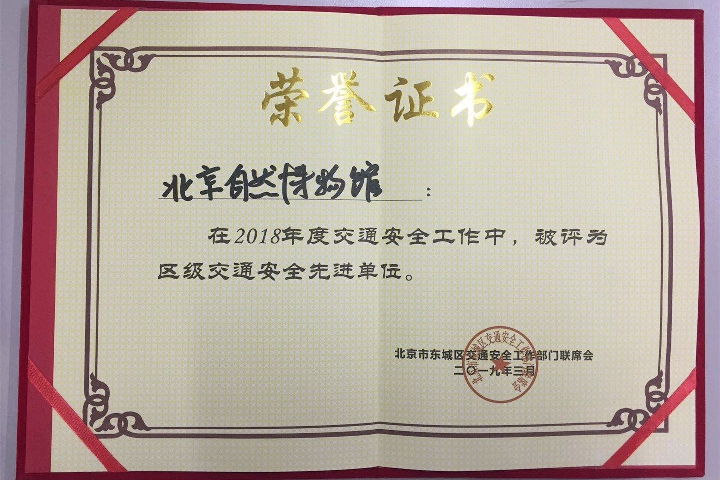 荣誉证书
北京自然博物馆：
在2018年度交通安全工作中，被评为
区级交通安全先进单位。
北京市东城区交通安全工作部门联席会
二〇一九年三月